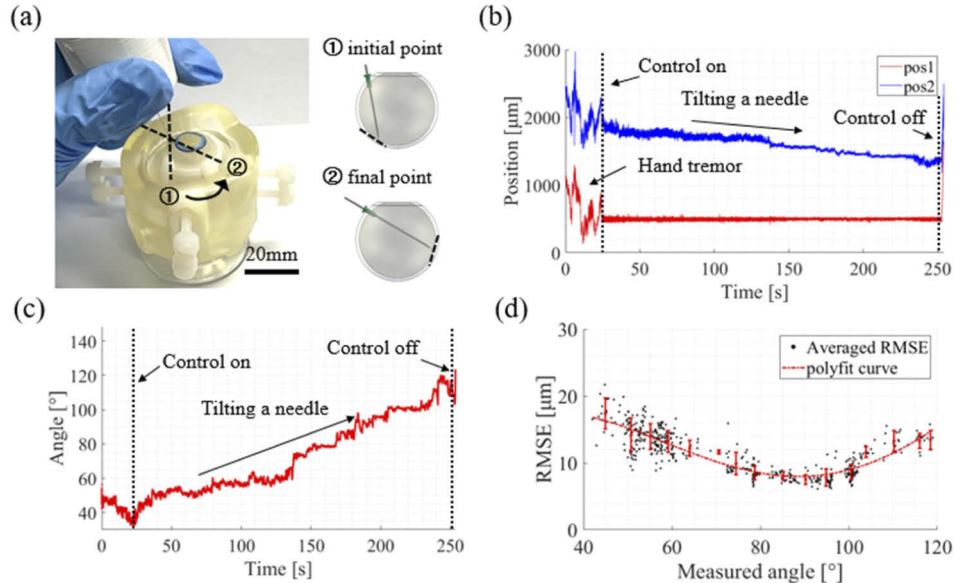 (a)
① initial point
② final point
①
②
20mm
(b)
3000
2000
1000
0
Position [μm]
0
50
100
150
200
250
Time [s]
Control on
Tilting a needle
Control off
Hand tremor
pos1
pos2
(c)
140
120
100
80
60
40
Angle [°]
0
50
100
150
200
250
Time [s]
Control on
Control off
Tilting a needle
(d)
30
20
10
0
RMSE [μm]
40
60
80
100
120
Measured angle [°]
Averaged RMSE
polyfit curve